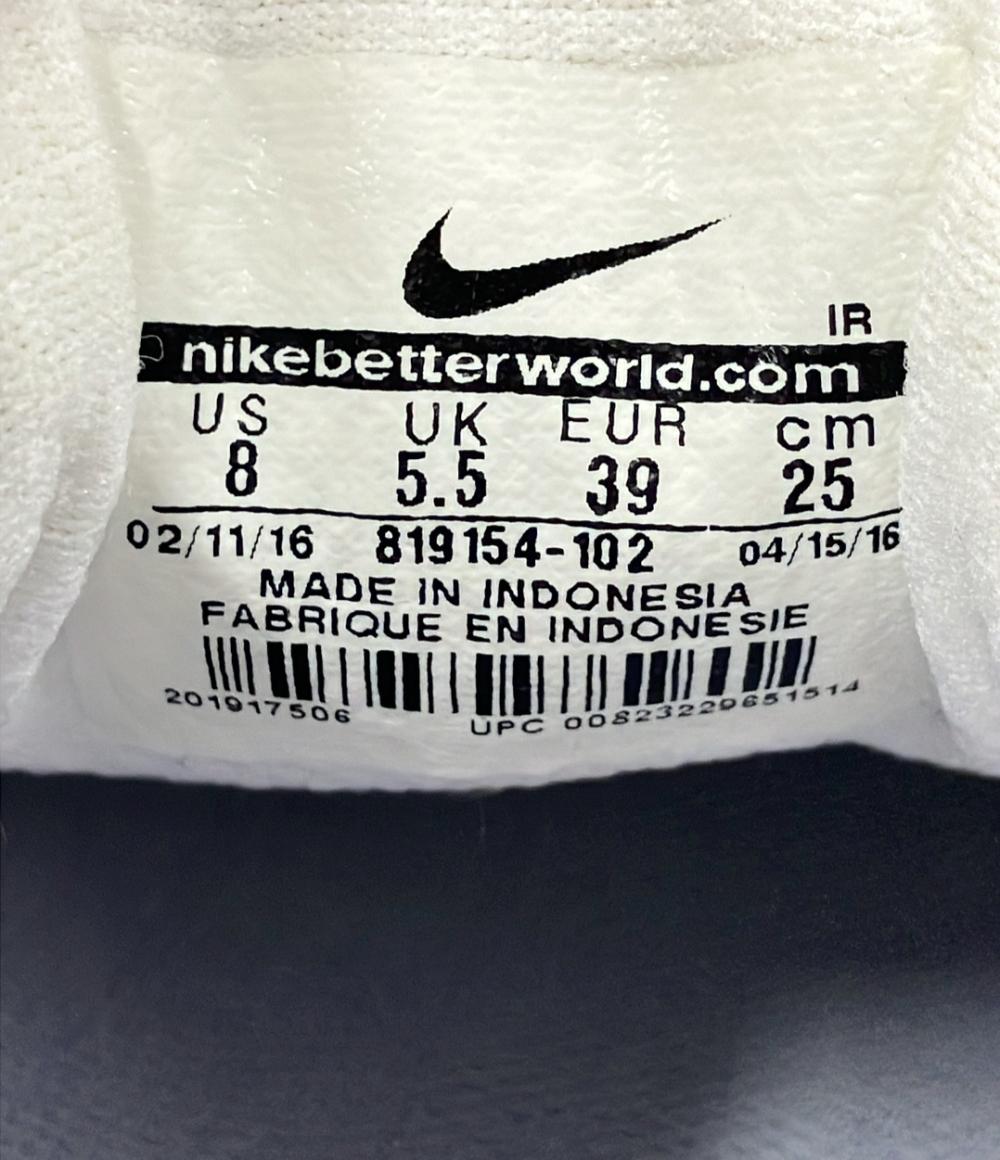 IR
nikebetterworld.com
US UK EUR cm
8 5.5 39 25
02/11/16 819154-102 04/15/16
MADE IN INDONESIA
FABRIQUE EN INDONESIE
201917506 UPC 00823229651514